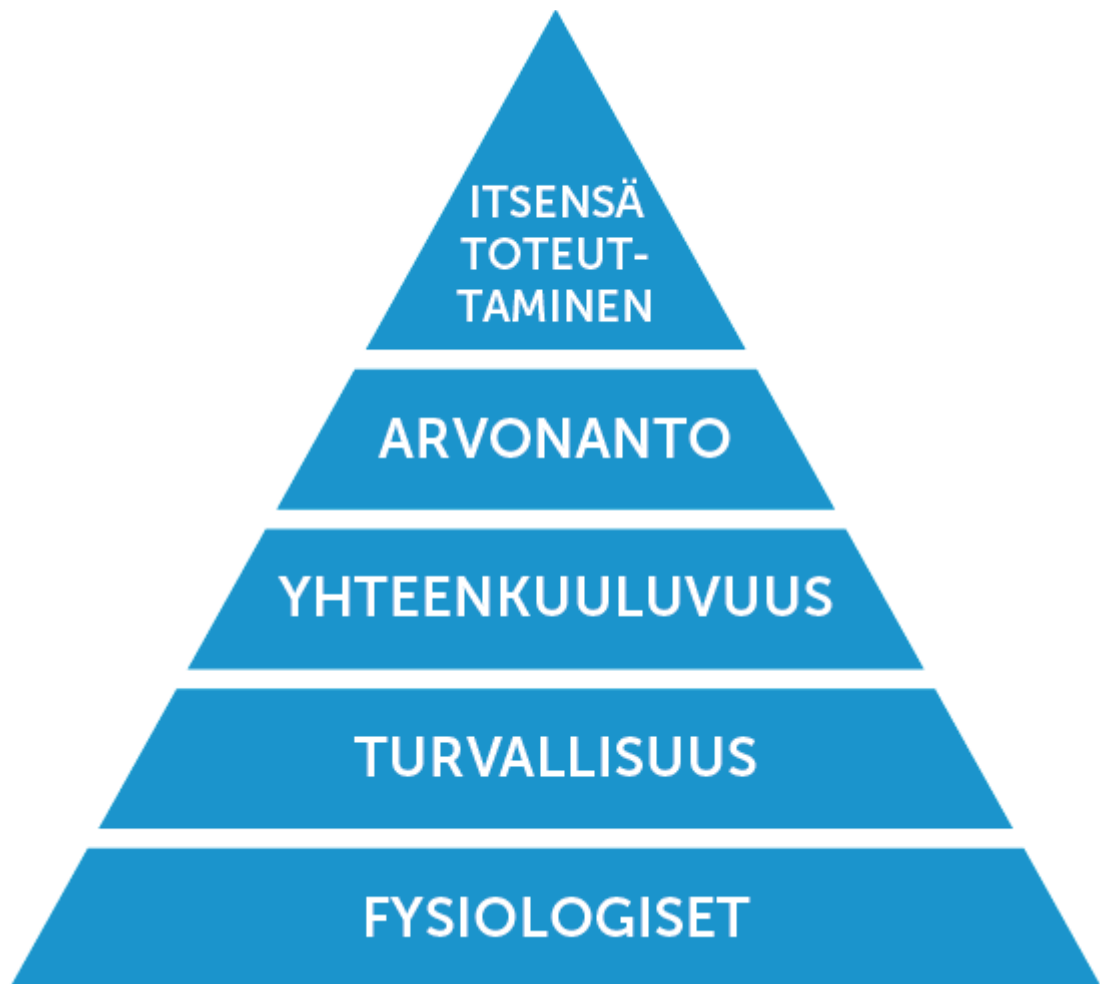 ITSENSÄ
TOTEUT-
TAMINEN
ARVONANTO
YHTEENKUULUVUUS
TURVALLISUUS
FYSIOLOGISET